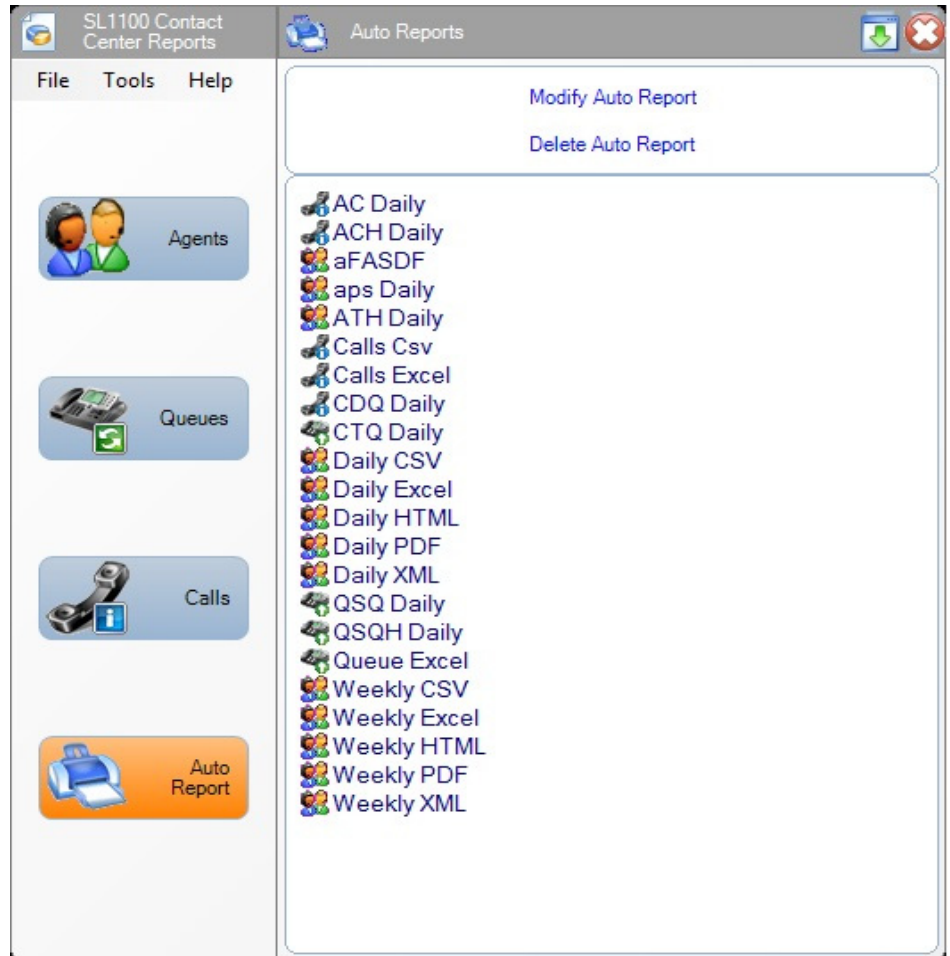 SL1100 Contact
Center Reports
Auto Reports
File Tools Help
Modify Auto Report
Delete Auto Report
Agents
Queues
Calls
Auto
Report
AC Daily
ACH Daily
aFASDF
aps Daily
ATH Daily
Calls Csv
Calls Excel
CDQ Daily
CTQ Daily
Daily CSV
Daily Excel
Daily HTML
Daily PDF
Daily XML
QSQ Daily
QSQH Daily
Queue Excel
Weekly CSV
Weekly Excel
Weekly HTML
Weekly PDF
Weekly XML